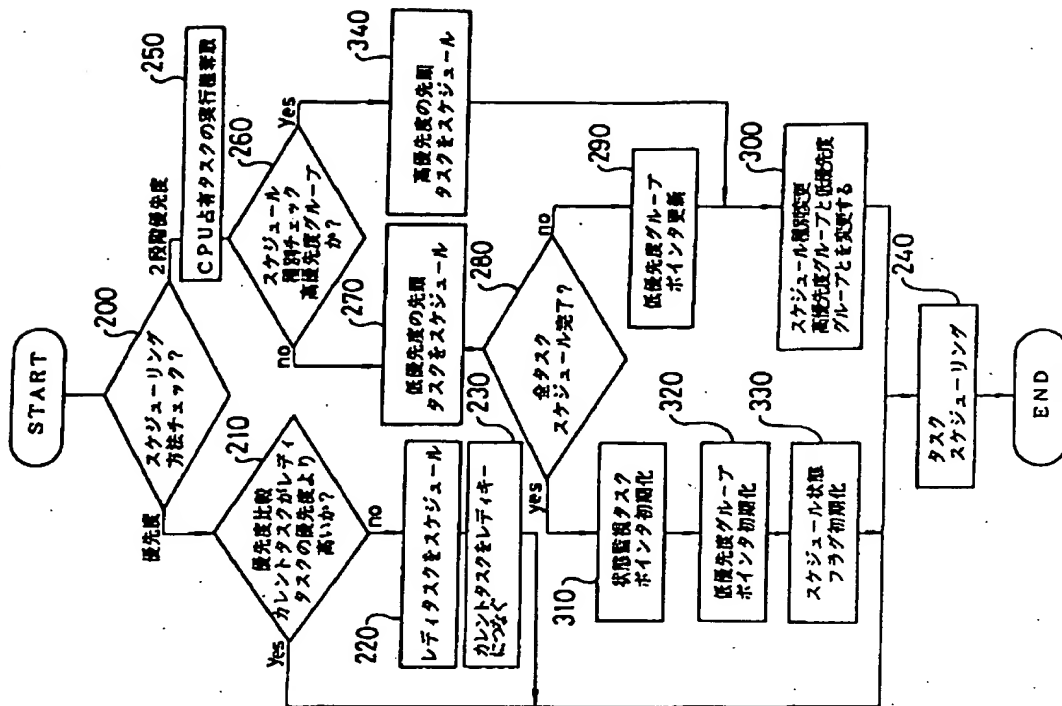 START
200
スケジューリング
方法チェック?
優先度
2段階優先度
210
優先度比較
カレントタスクがレディ
タスクの優先度より
高いか?
Yes
no
220
レディタスクをスケジュール
230
カレントタスクをレディキー
につなぐ
250
CPU占有タスクの実行権奪取
260
スケジュール
種別チェック
高優先度グループ
か?
Yes
no
270
低優先度の先頭
タスクをスケジュール
340
高優先度の先頭
タスクをスケジュール
280
全タスク
スケジュール完了?
yes
no
290
低優先度グループ
ポインタ更新
300
スケジュール種別変更
高優先度グループと低優先度
グループとを変更する
310
状態監視タスク
ポインタ初期化
320
低優先度グループ
ポインタ初期化
330
スケジュール状態
フラグ初期化
240
タスク
スケジューリング
END